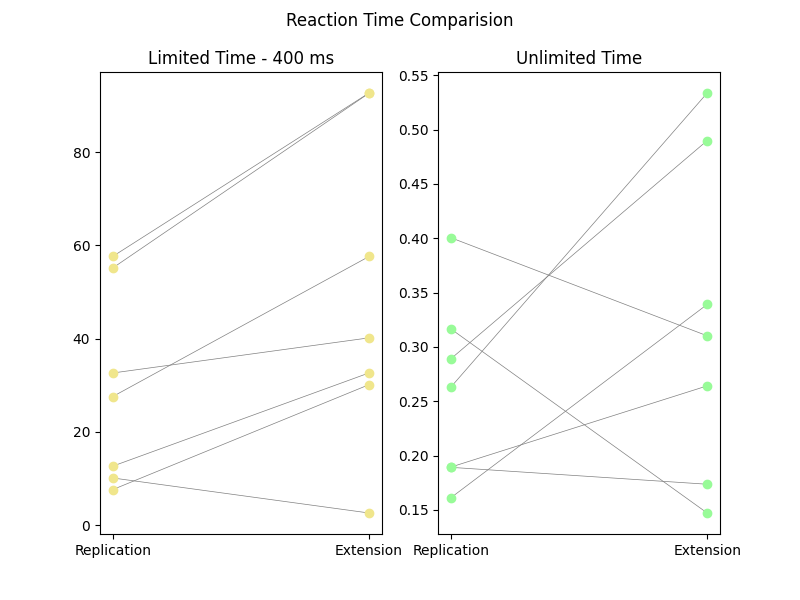 Reaction Time Comparision
Limited Time - 400 ms
Unlimited Time
80
60
40
20
0
Replication
Extension
0.55
0.50
0.45
0.40
0.35
0.30
0.25
0.20
0.15
Replication
Extension